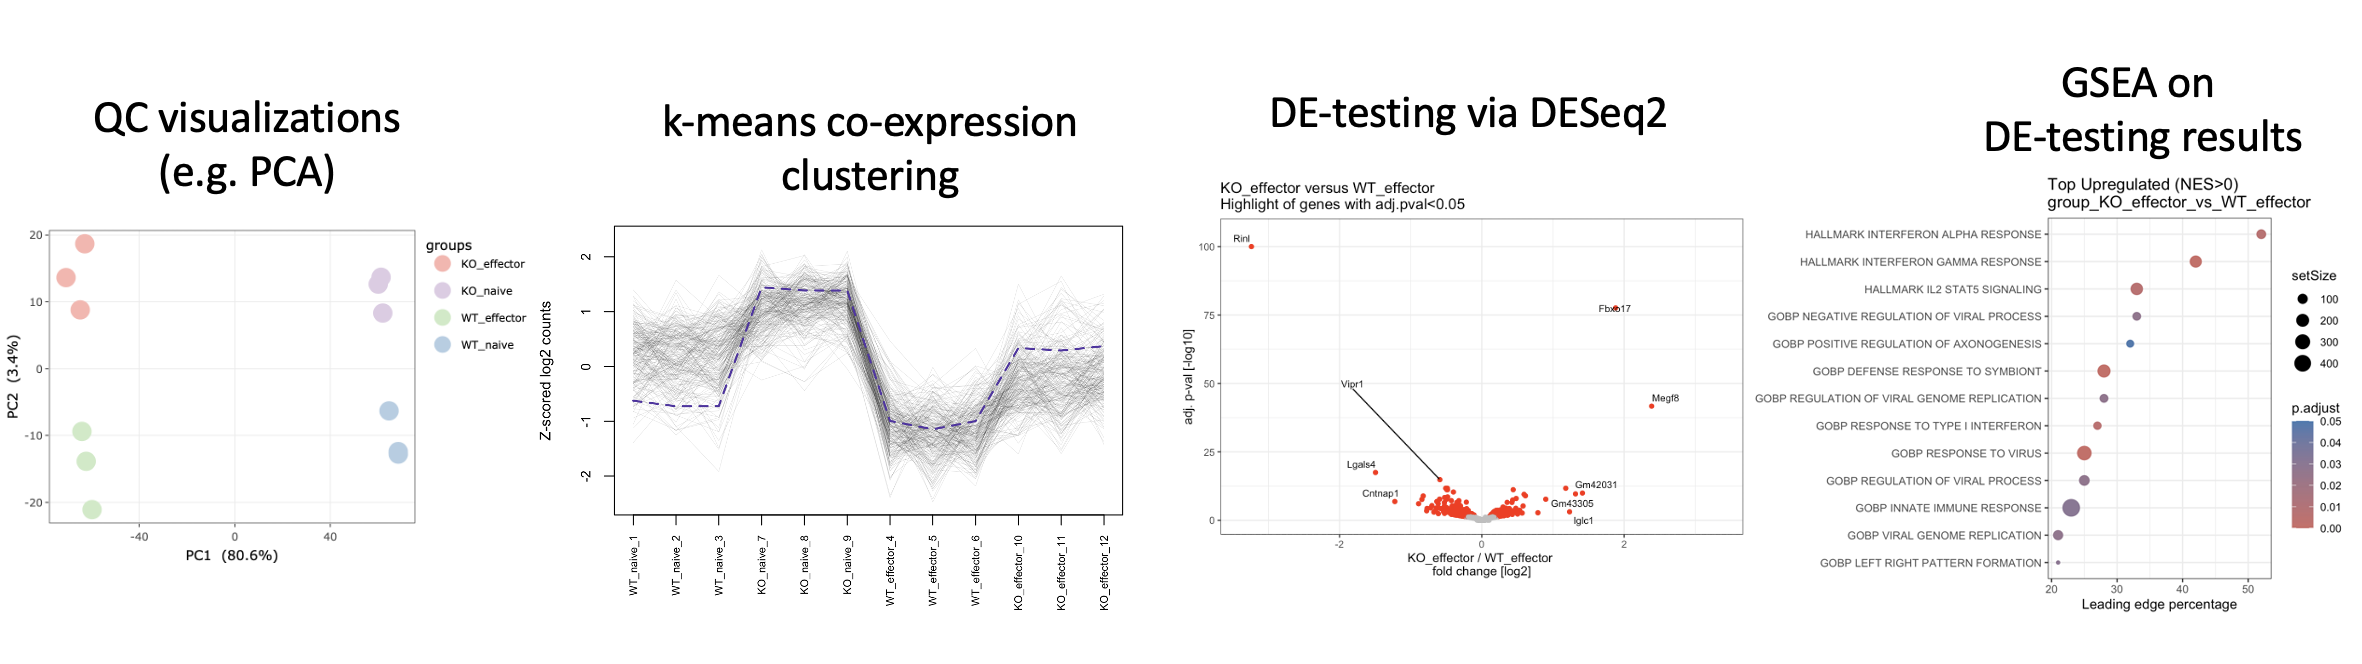 QC visualizations
(e.g. PCA)
20
10
0
-10
-20
-40
0
40
PC2 (3.4%)
PC1 (80.6%)
groups
KO_effector
KO_naive
WT_effector
WT_naive
k-means co-expression
clustering
Z-scored log2 counts
2
1
0
-1
-2
WT_naive_1
WT_naive_2
WT_naive_3
KO_naive_7
KO_naive_8
KO_naive_9
WT_effector_4
WT_effector_5
WT_effector_6
KO_effector_10
KO_effector_11
KO_effector_12
DE-testing via DESeq2
KO_effector versus WT_effector
Highlight of genes with adj.pval<0.05
adj. p-val [-log10]
100
75
50
25
0
Rinl
Fbxo17
Vipr1
Megf8
Lgals4
Cntnap1
Gm42031
Gm43305
Iglc1
-2
0
2
KO_effector / WT_effector
fold change [log2]
GSEA on
DE-testing results
Top Upregulated (NES>0)
group_KO_effector_vs_WT_effector
HALLMARK INTERFERON ALPHA RESPONSE
HALLMARK INTERFERON GAMMA RESPONSE
HALLMARK IL2 STAT5 SIGNALING
GOBP NEGATIVE REGULATION OF VIRAL PROCESS
GOBP POSITIVE REGULATION OF AXONOGENESIS
GOBP DEFENSE RESPONSE TO SYMBIONT
GOBP REGULATION OF VIRAL GENOME REPLICATION
GOBP RESPONSE TO TYPE I INTERFERON
GOBP RESPONSE TO VIRUS
GOBP REGULATION OF VIRAL PROCESS
GOBP INNATE IMMUNE RESPONSE
GOBP VIRAL GENOME REPLICATION
GOBP LEFT RIGHT PATTERN FORMATION
20
30
40
50
Leading edge percentage
setSize
100
200
300
400
p.adjust
0.05
0.04
0.03
0.02
0.01
0.00